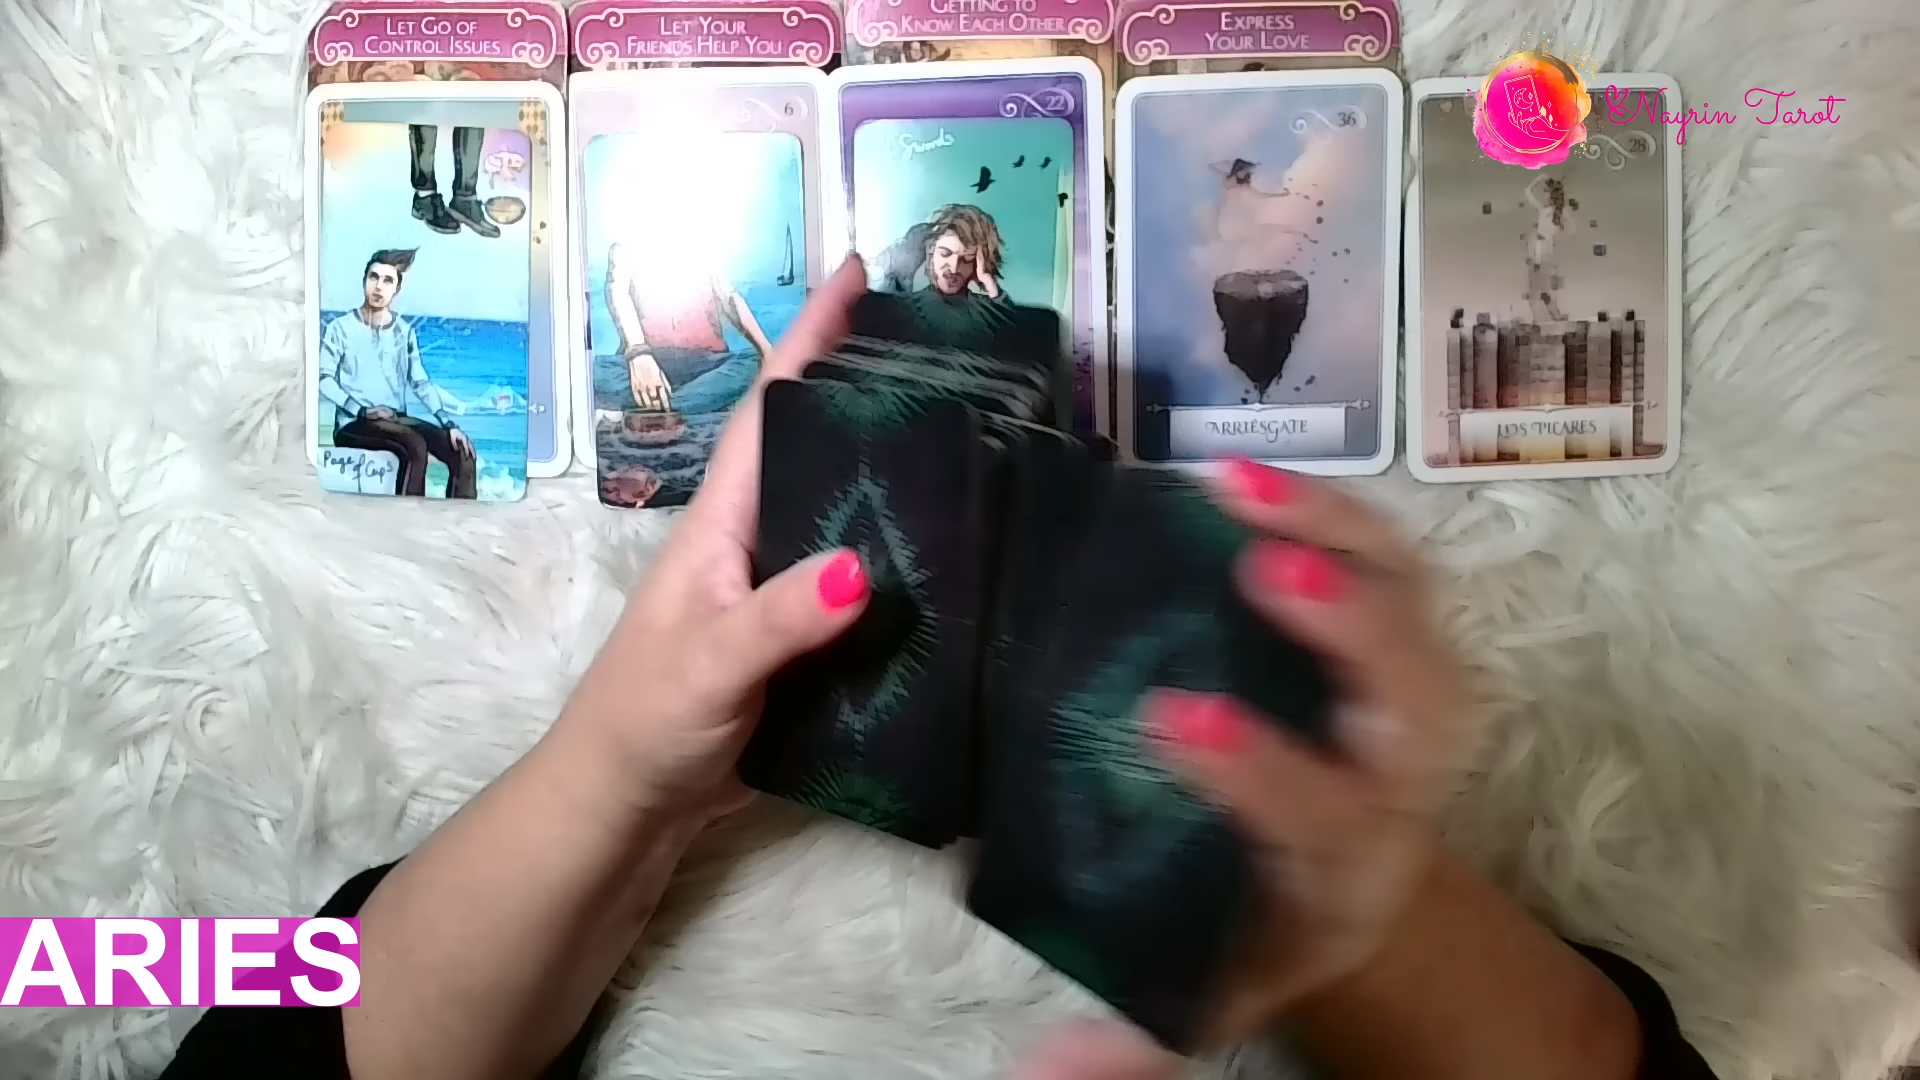 LET GO OF
CONTROL ISSUES
LET YOUR
FRIENDS HELP YOU
GETTING TO
KNOW EACH OTHER
EXPRESS
YOUR LOVE
Nayrin Tarot
6
22
36
28
Swords
ARRIÉSGATE
LOS PILARES
Page of Cups
ARIES